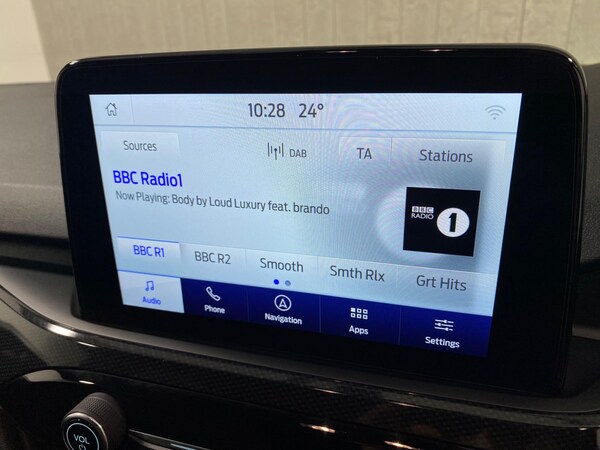 10:28 24°
Sources DAB TA Stations
BBC Radio1
Now Playing: Body by Loud Luxury feat. brando
BBC
RADIO 1
BBC R1 BBC R2 Smooth Smth Rlx Grt Hits
Audio Phone Navigation Apps Settings
VOL